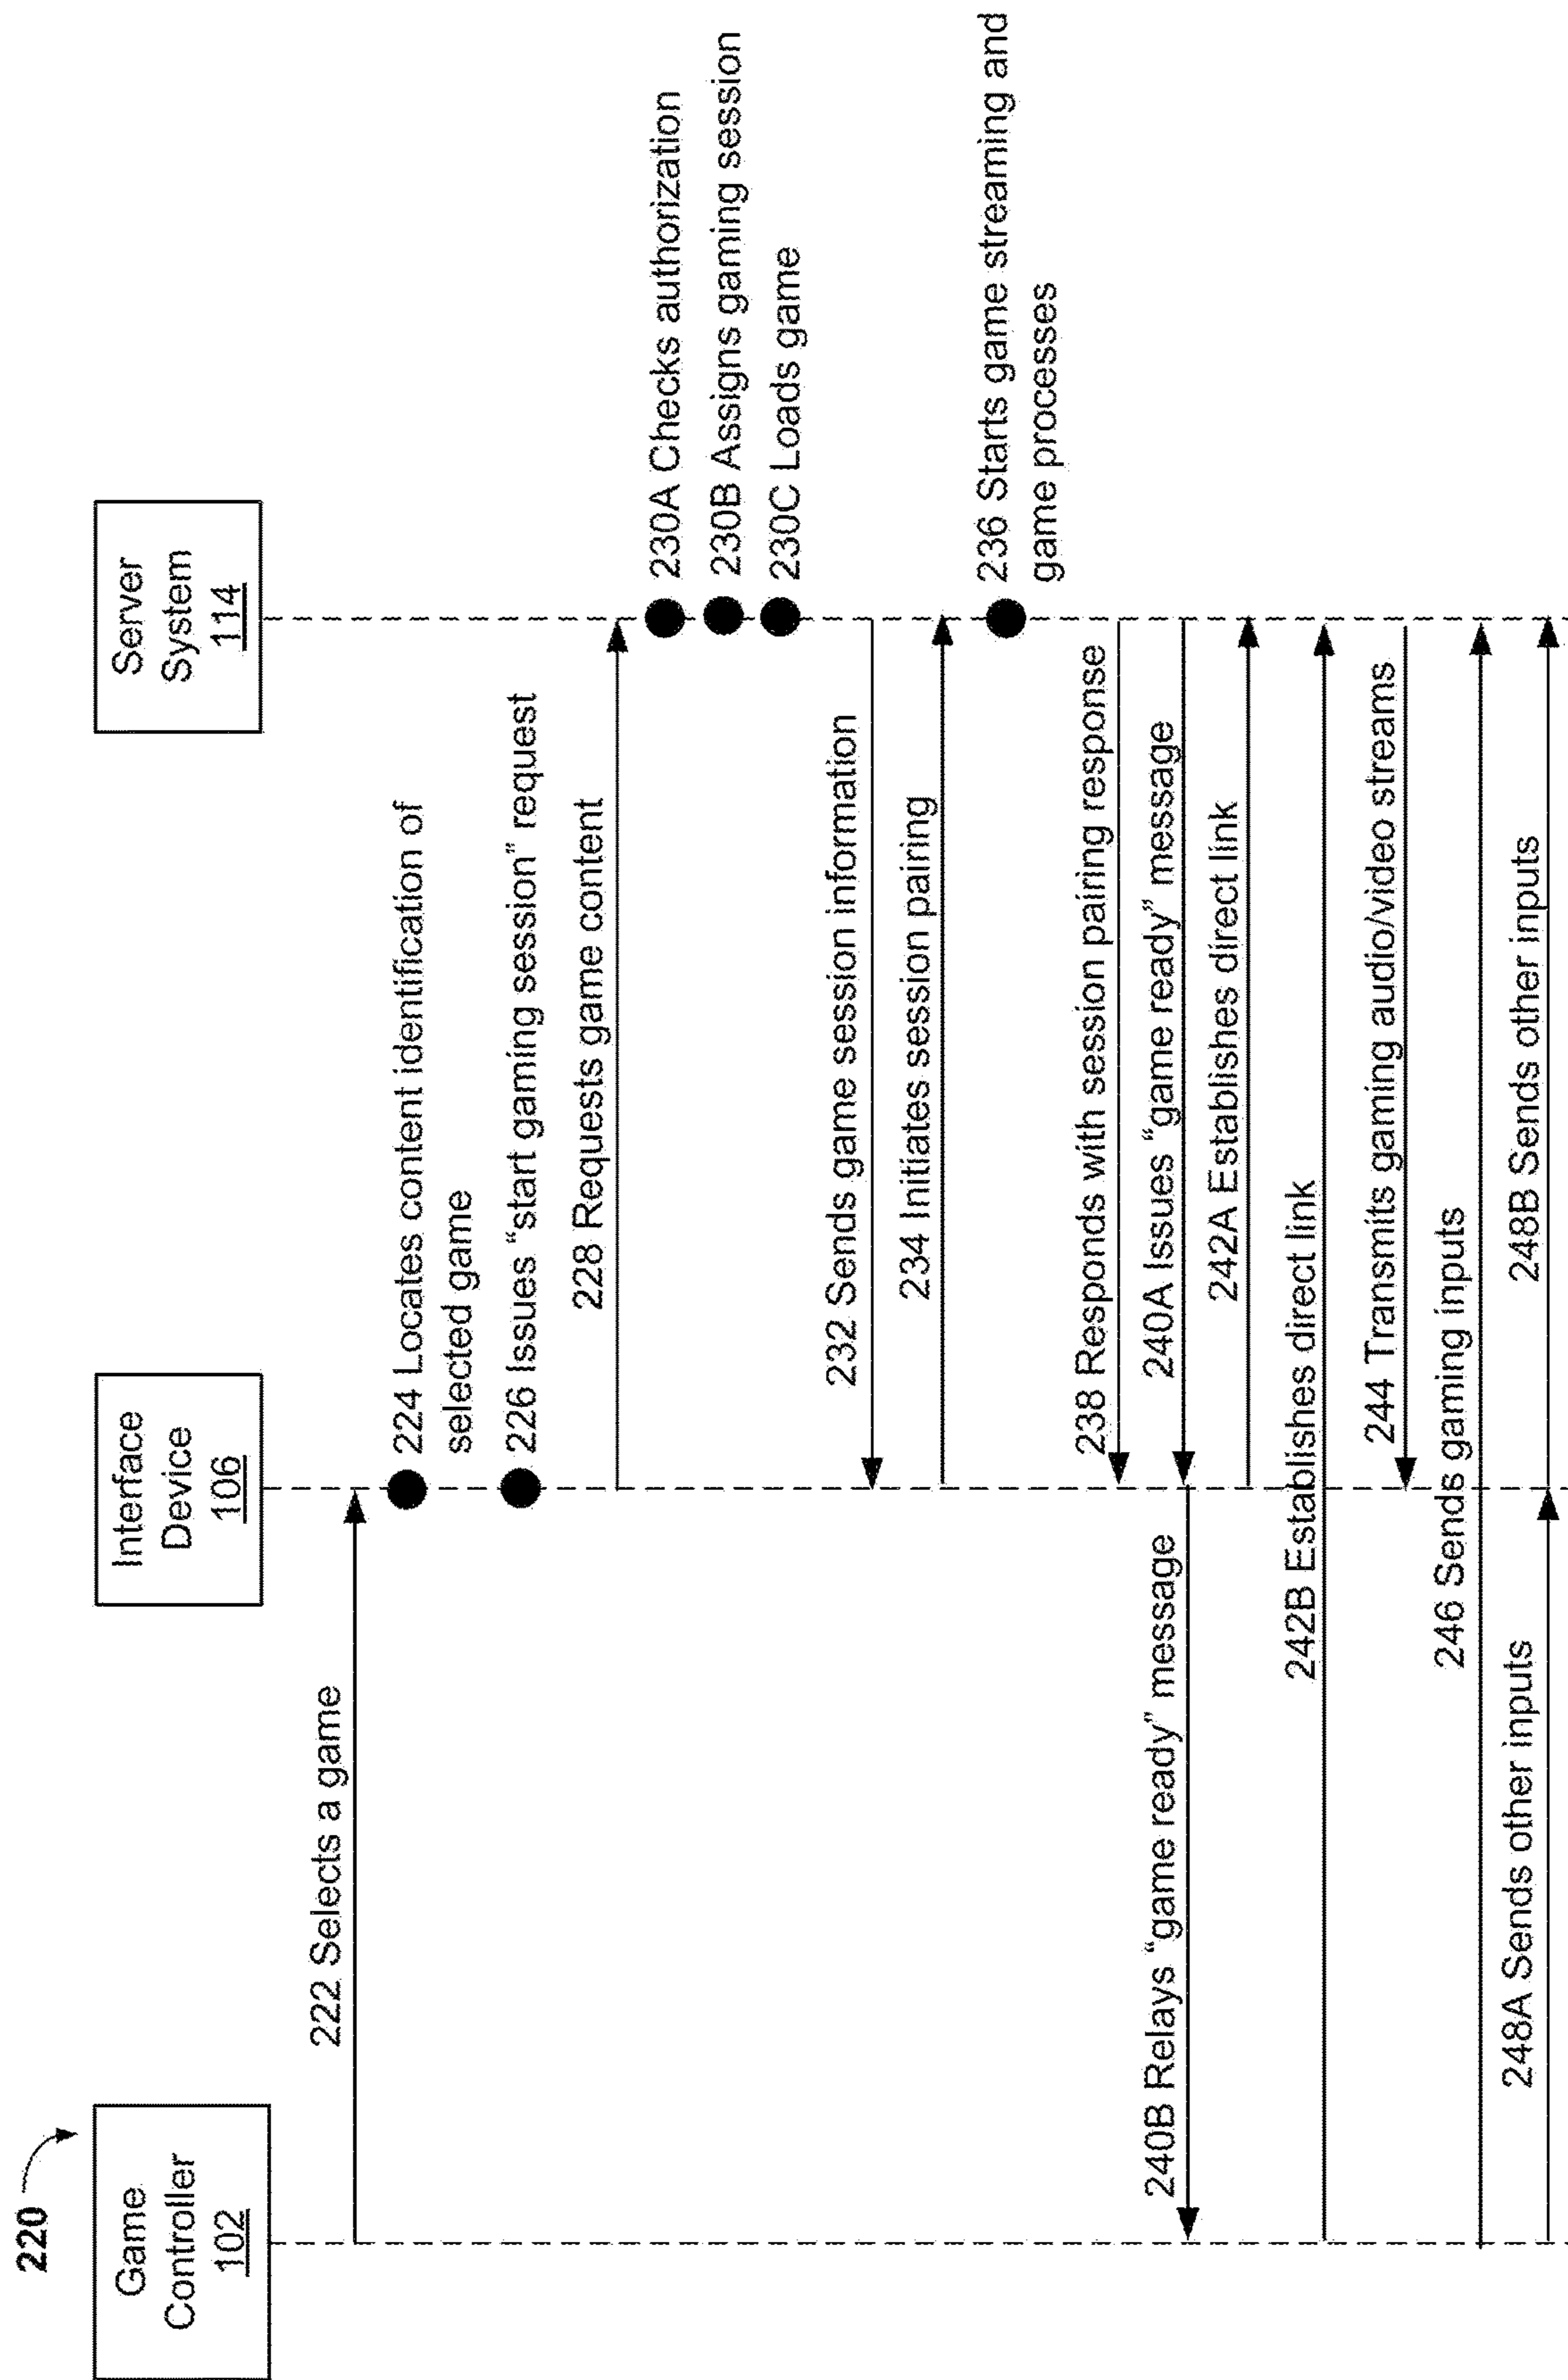 220
Game
Controller
102
Interface
Device
106
Server
System
114
222 Selects a game
224 Locates content identification of
selected game
226 Issues “start gaming session” request
228 Requests game content
230A Checks authorization
230B Assigns gaming session
230C Loads game
232 Sends game session information
234 Initiates session pairing
236 Starts game streaming and
game processes
238 Responds with session pairing response
240A Issues “game ready” message
240B Relays “game ready” message
242A Establishes direct link
242B Establishes direct link
244 Transmits gaming audio/video streams
246 Sends gaming inputs
248A Sends other inputs
248B Sends other inputs